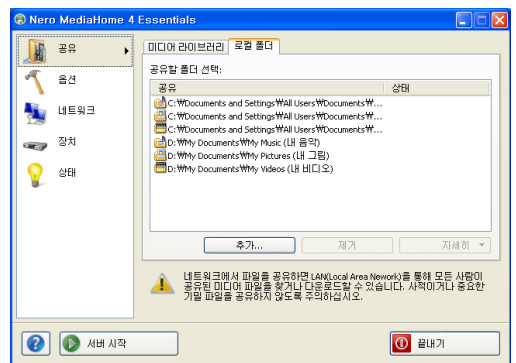 Nero MediaHome 4 Essentials
공유
옵션
네트워크
장치
상태
미디어 라이브러리
로컬 폴더
공유할 폴더 선택:
공유
상태
C:₩Documents and Settings₩All Users₩Documents₩...
C:₩Documents and Settings₩All Users₩Documents₩...
C:₩Documents and Settings₩All Users₩Documents₩...
D:₩My Documents₩My Music (내 음악)
D:₩My Documents₩My Pictures (내 그림)
D:₩My Documents₩My Videos (내 비디오)
추가...
제거
자세히
네트워크에서 파일을 공유하면 LAN(Local Area Nework)을 통해 모든 사람이
공유된 미디어 파일을 찾거나 다운로드할 수 있습니다. 사적이거나 중요한
기밀 파일을 공유하지 않도록 주의하십시오.
서버 시작
끝내기